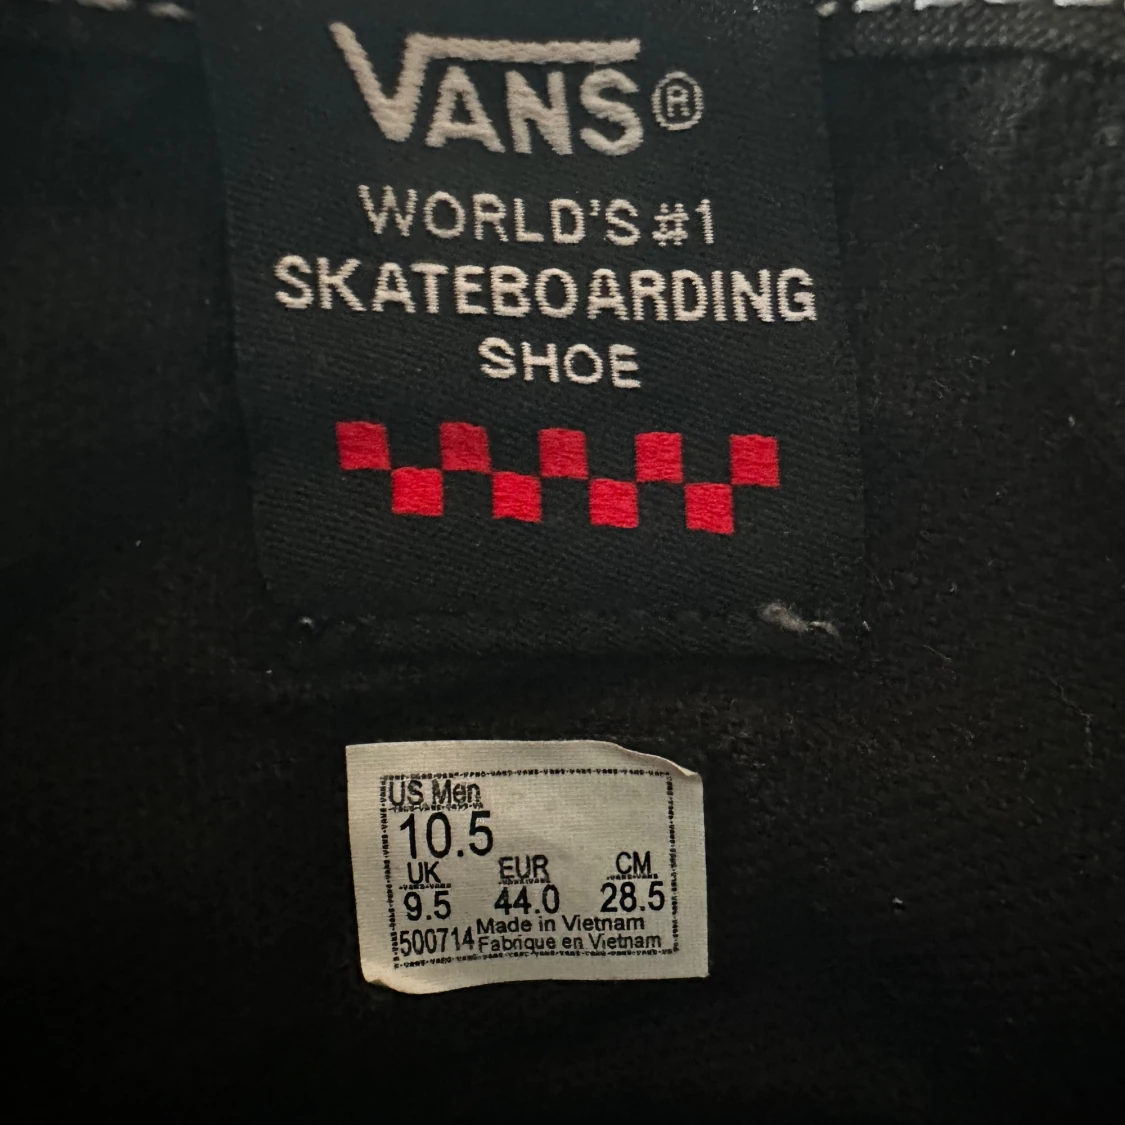 VANS®
WORLD'S #1
SKATEBOARDING
SHOE
US Men
10.5
UK EUR CM
9.5 44.0 28.5
500714 Made in Vietnam
Fabrique en Vietnam